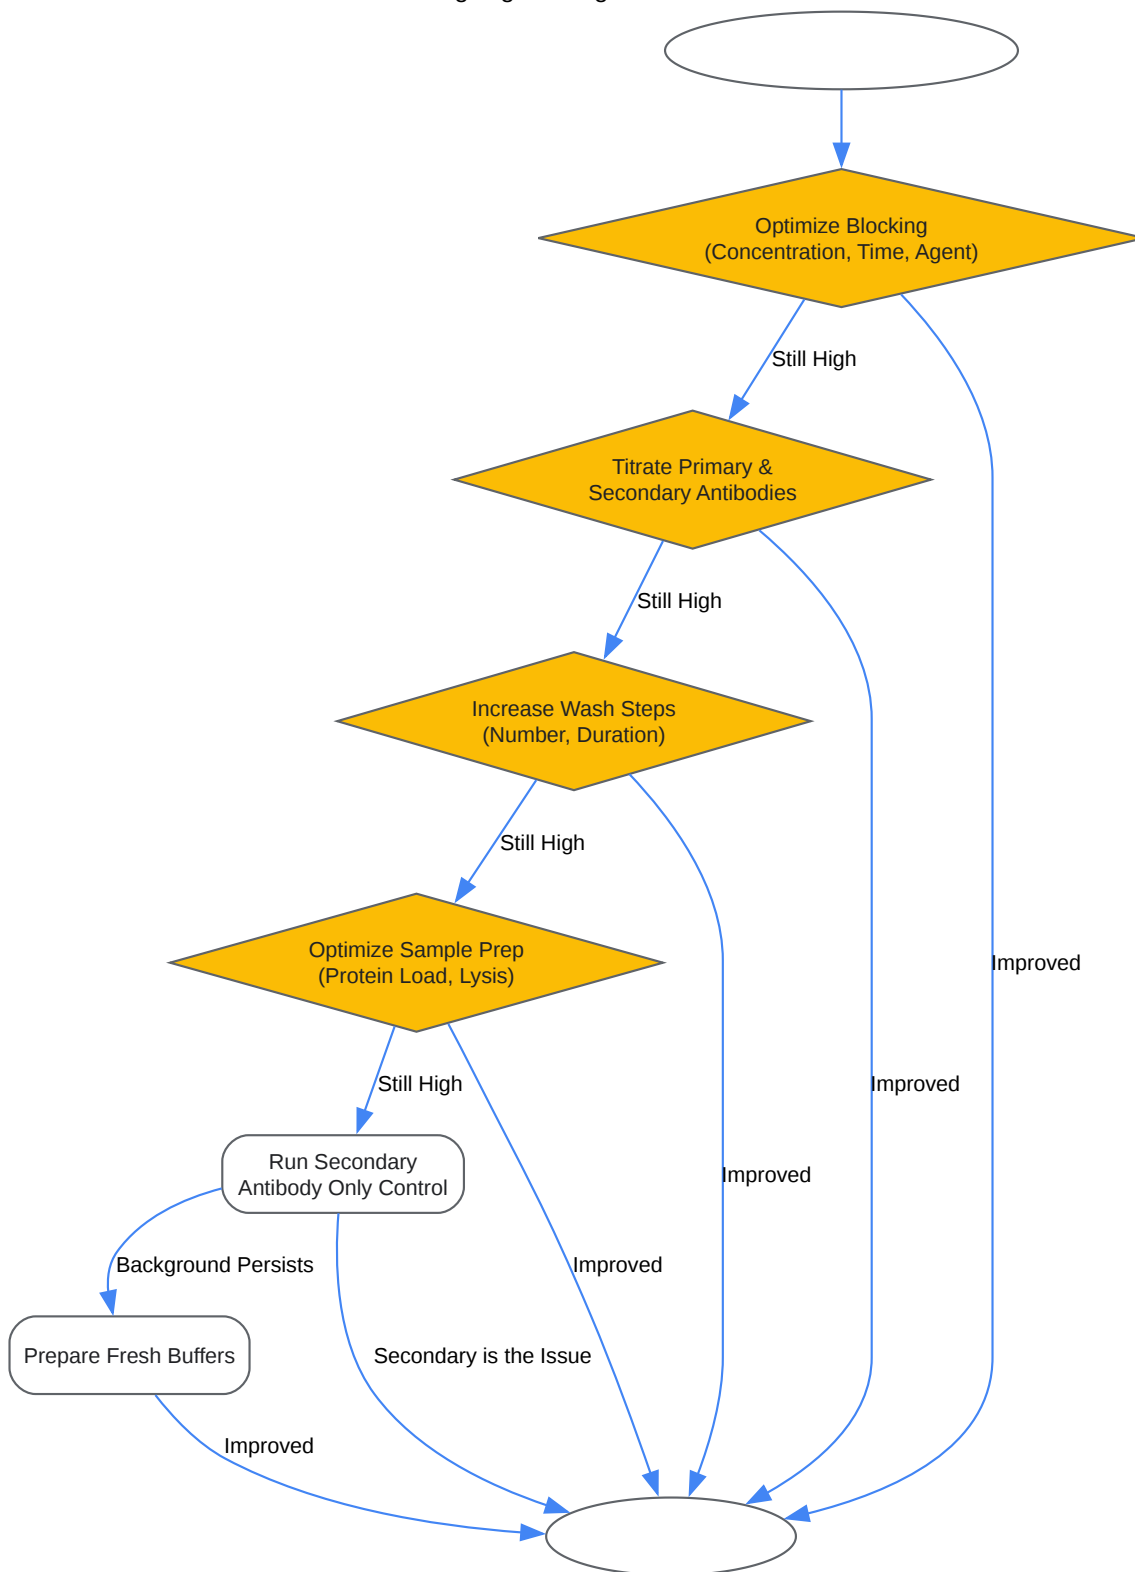 Optimize Blocking
(Concentration, Time, Agent)
Still High
Titrate Primary &
Secondary Antibodies
Still High
Increase Wash Steps
(Number, Duration)
Still High
Optimize Sample Prep
(Protein Load, Lysis)
Improved
Still High
Improved
Run Secondary
Antibody Only Control
Improved
Background Persists
Improved
Prepare Fresh Buffers
Secondary is the Issue
Improved